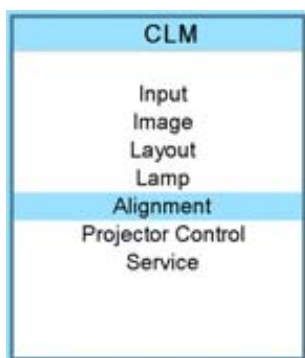 CLM
Input
Image
Layout
Lamp
Alignment
Projector Control
Service